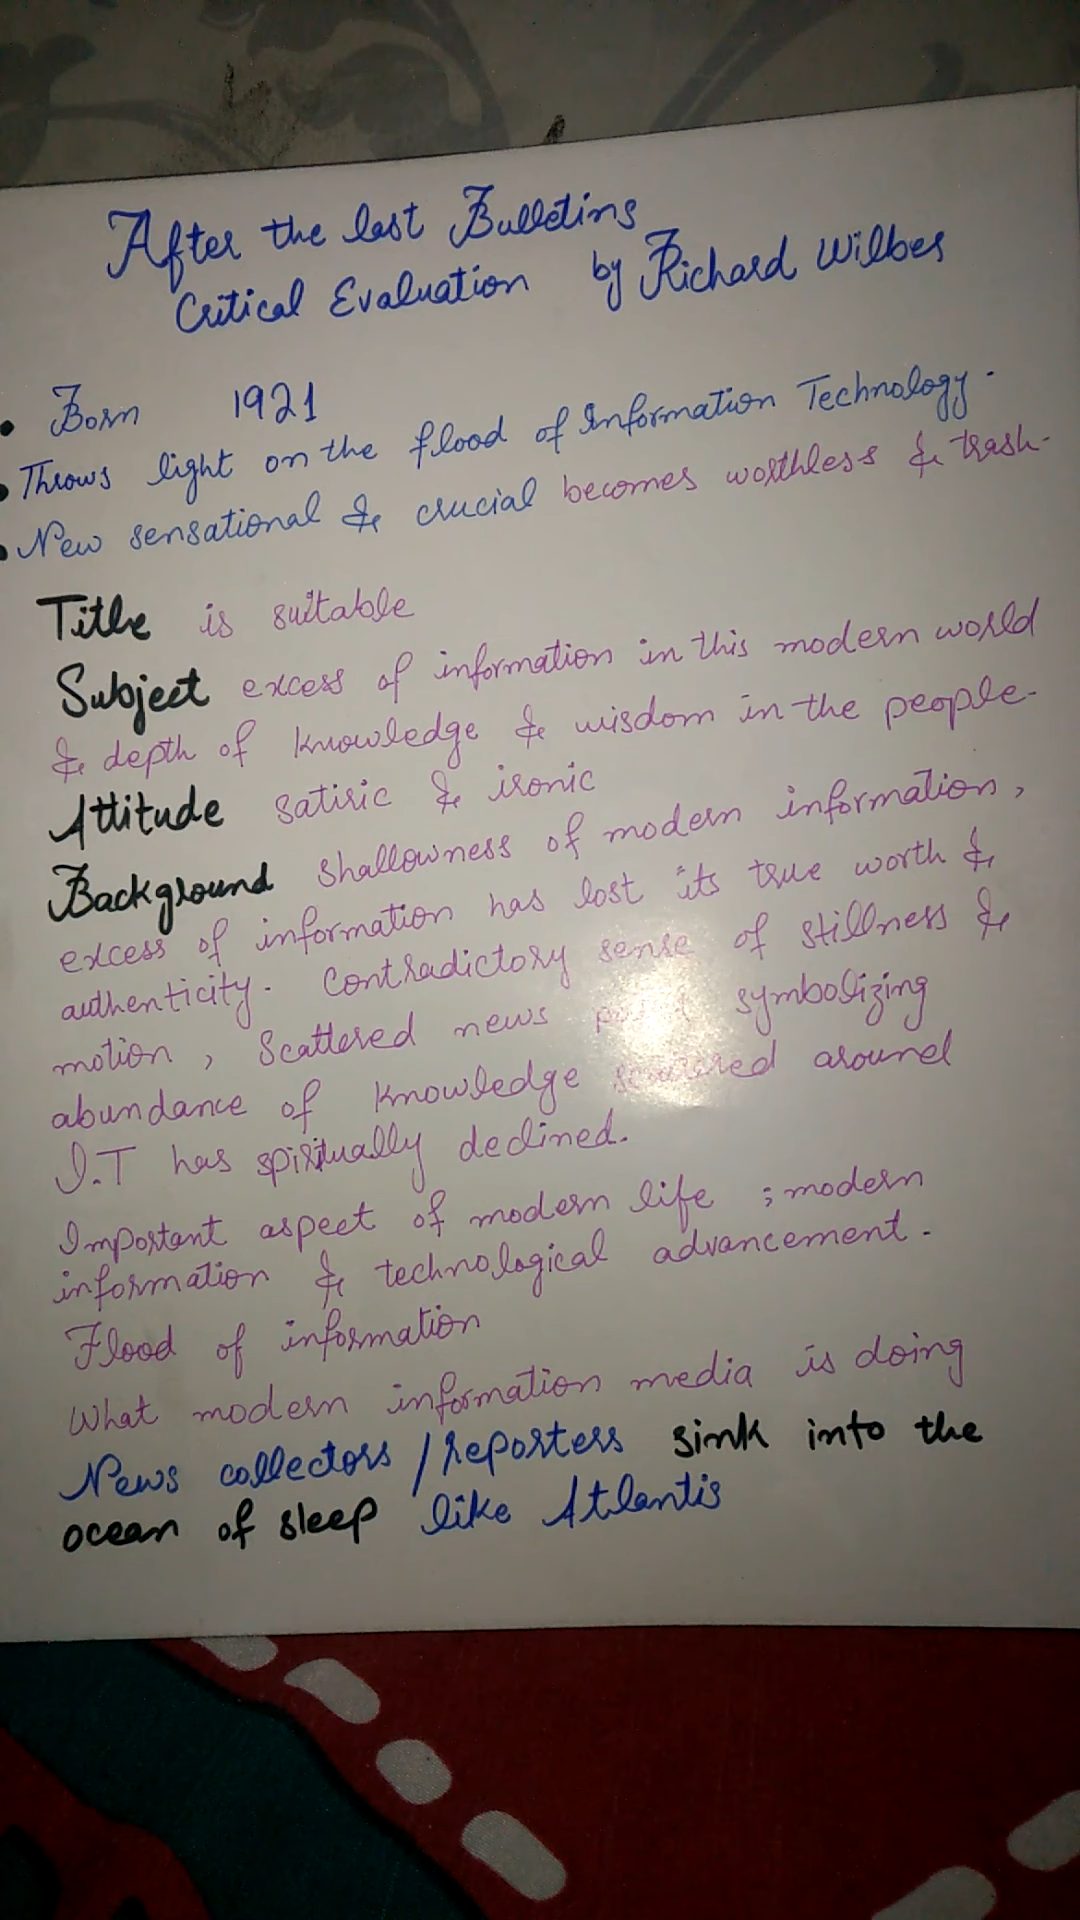 After the last Bulletins
Critical Evaluation by Richard Wilber
• Born 1921
• Throws light on the flood of Information Technology.
• New sensational & crucial becomes worthless & trash.
Title is suitable
Subject excess of information in this modern world
& depth of knowledge & wisdom in the people.
Attitude satiric & ironic
Background shallowness of modern information,
excess of information has lost its true worth &
authenticity. Contradictory sense of stillness &
motion, Scattered news symbolizing
abundance of knowledge around
I.T has spiritually declined.
Important aspect of modern life ; modern
information & technological advancement.
Flood of information
What modern information media is doing
News collectors / reporters sink into the
ocean of sleep like Atlantis